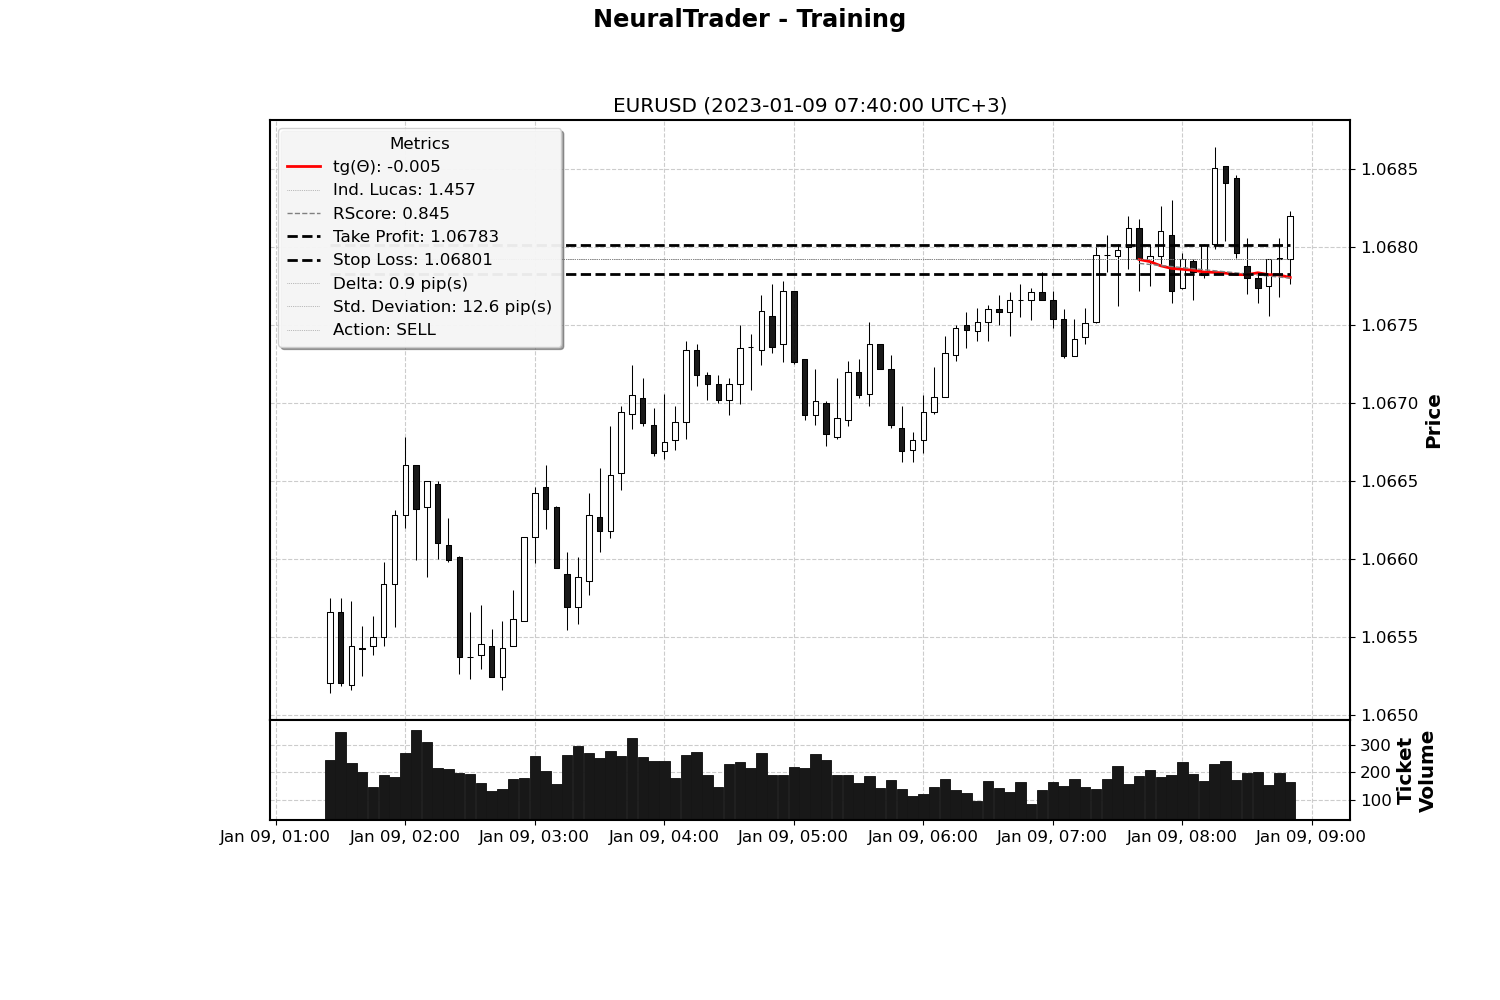 NeuralTrader - Training
EURUSD (2023-01-09 07:40:00 UTC+3)
Metrics
tg(Θ): -0.005
Ind. Lucas: 1.457
RScore: 0.845
Take Profit: 1.06783
Stop Loss: 1.06801
Delta: 0.9 pip(s)
Std. Deviation: 12.6 pip(s)
Action: SELL
1.0685
1.0680
1.0675
1.0670
1.0665
1.0660
1.0655
1.0650
Price
300
200
100
Ticket
Volume
Jan 09, 01:00 Jan 09, 02:00 Jan 09, 03:00 Jan 09, 04:00 Jan 09, 05:00 Jan 09, 06:00 Jan 09, 07:00 Jan 09, 08:00 Jan 09, 09:00